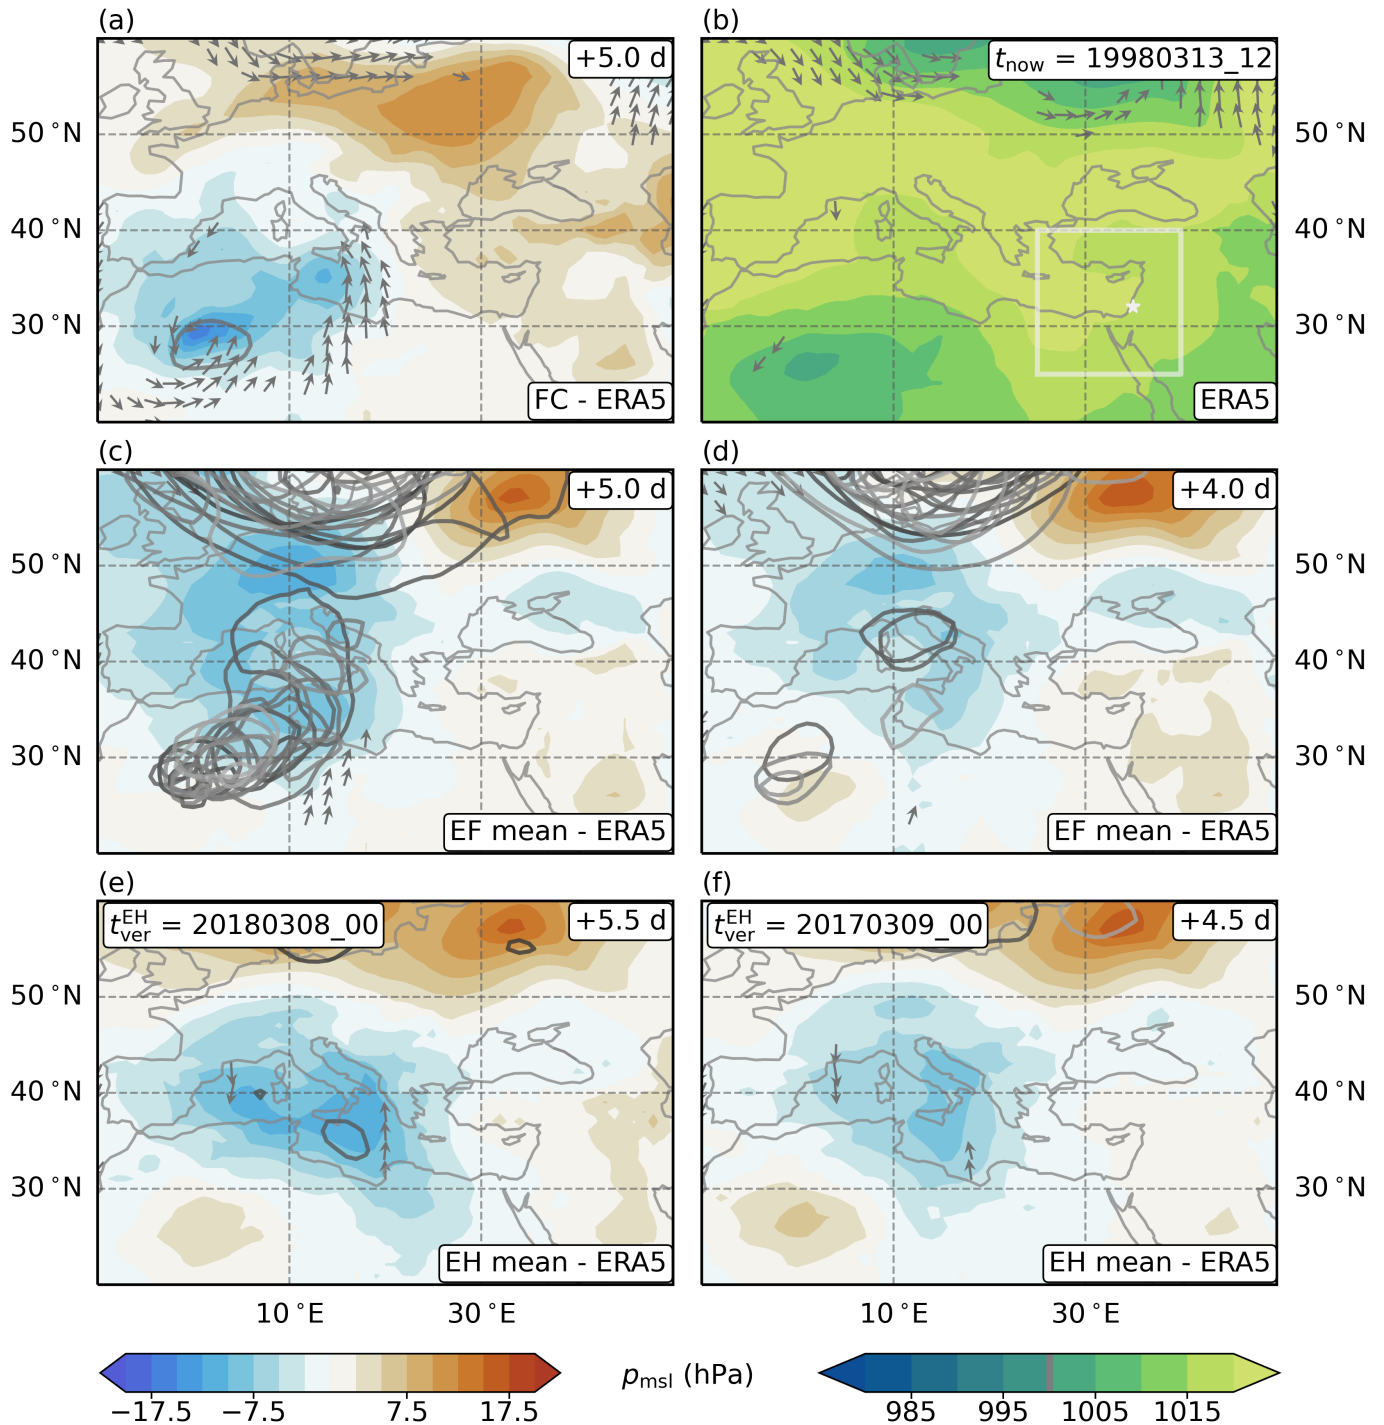 (a)
(b)
+5.0 d
t_now = 19980313_12
50 °N
50 °N
40 °N
40 °N
30 °N
30 °N
FC - ERA5
ERA5
(c)
(d)
+5.0 d
+4.0 d
50 °N
50 °N
40 °N
40 °N
30 °N
30 °N
EF mean - ERA5
EF mean - ERA5
(e)
(f)
t_ver^EH = 20180308_00
+5.5 d
t_ver^EH = 20170309_00
+4.5 d
50 °N
50 °N
40 °N
40 °N
30 °N
30 °N
EH mean - ERA5
EH mean - ERA5
10 °E
30 °E
10 °E
30 °E
p_msl (hPa)
−17.5
−7.5
7.5
17.5
985
995
1005
1015